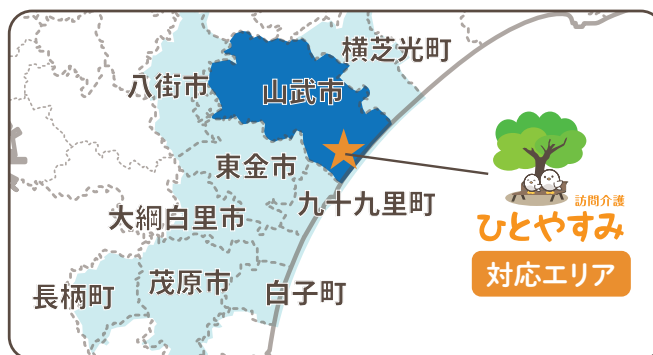 横芝光町
八街市
山武市
東金市
九十九里町
大網白里市
長柄町
茂原市
白子町
訪問介護
ひとやすみ
対応エリア